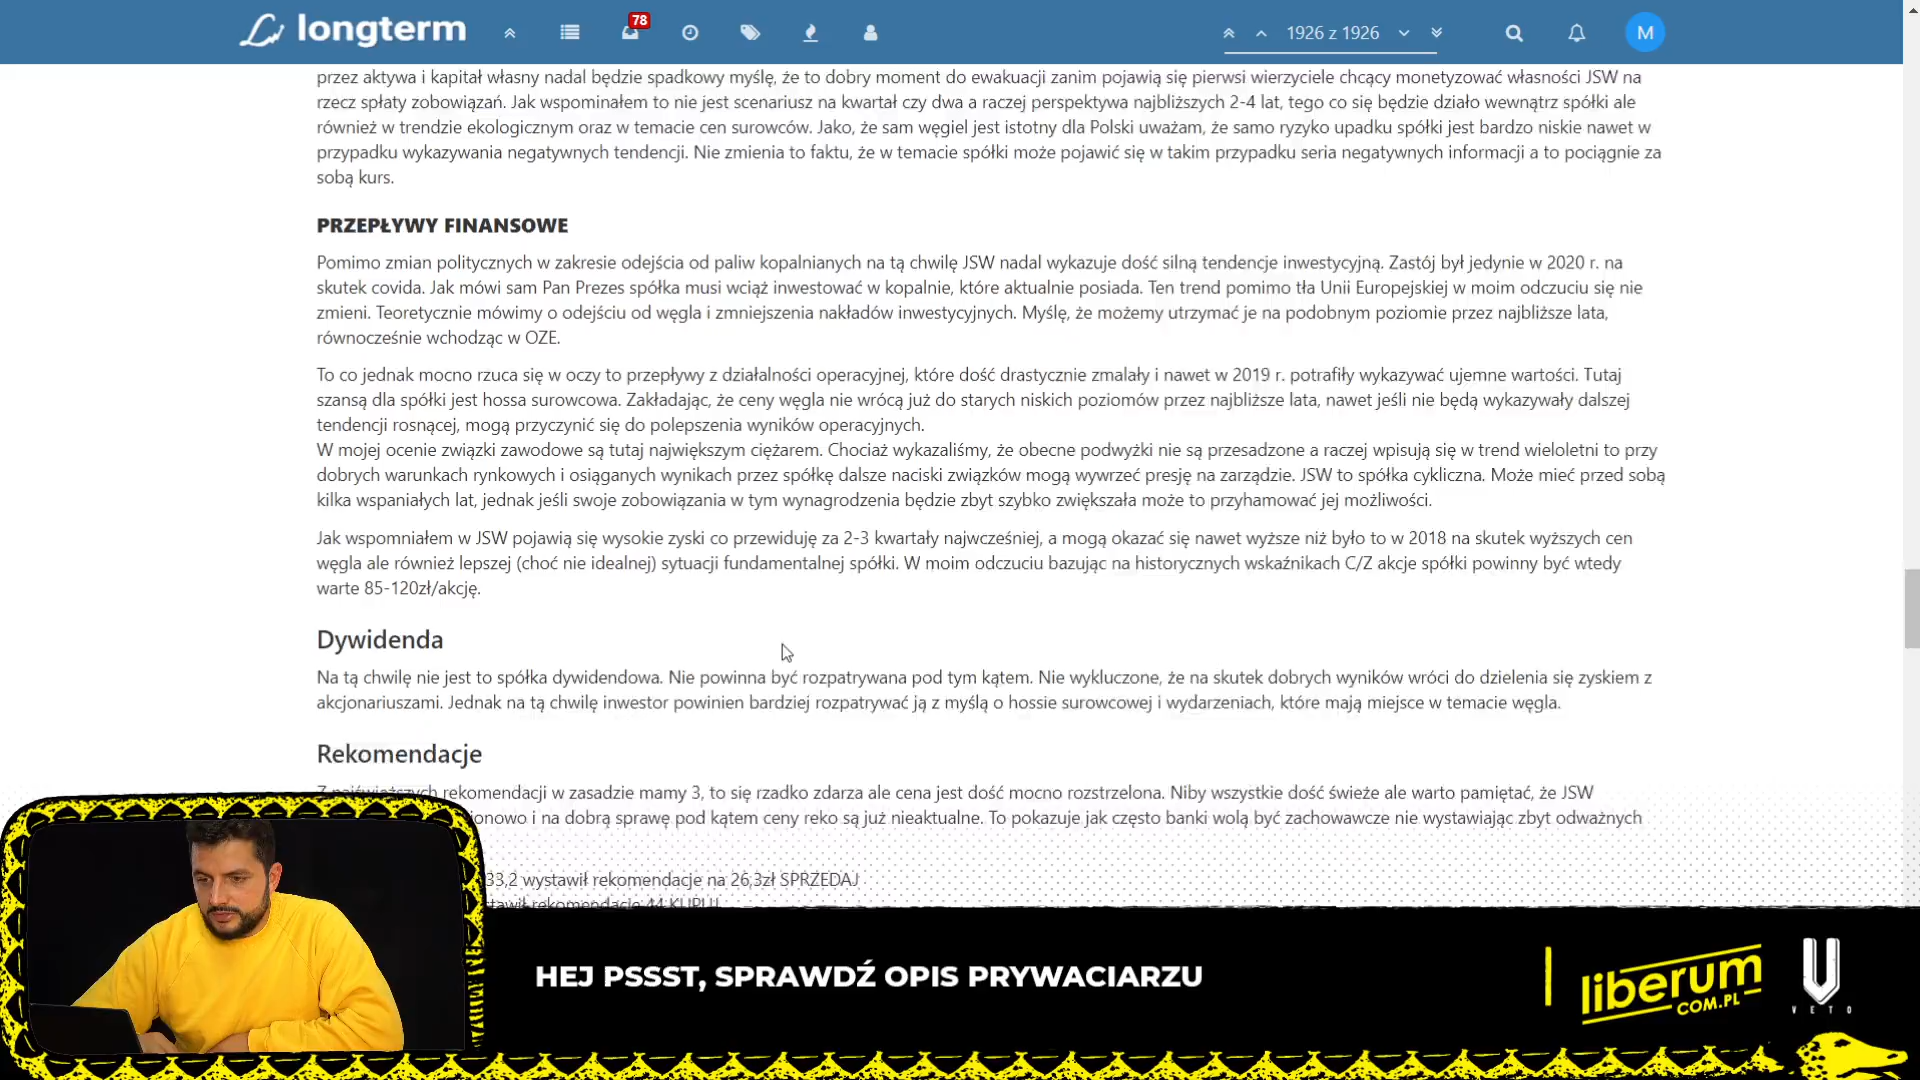 longterm
78
1926 z 1926
M
przez aktywa i kapitał własny nadal będzie spadkowy myślę, że to dobry moment do ewakuacji zanim pojawią się pierwsi wierzyciele chcący monetyzować własności JSW na
rzecz spłaty zobowiązań. Jak wspominałem to nie jest scenariusz na kwartał czy dwa a raczej perspektywa najbliższych 2-4 lat, tego co się będzie działo wewnątrz spółki ale
również w trendzie ekologicznym oraz w temacie cen surowców. Jako, że sam węgiel jest istotny dla Polski uważam, że samo ryzyko upadku spółki jest bardzo niskie nawet w
przypadku wykazywania negatywnych tendencji. Nie zmienia to faktu, że w temacie spółki może pojawić się w takim przypadku seria negatywnych informacji a to pociągnie za
sobą kurs.
PRZEPŁYWY FINANSOWE
Pomimo zmian politycznych w zakresie odejścia od paliw kopalnianych na tą chwilę JSW nadal wykazuje dość silną tendencje inwestycyjną. Zastój był jedynie w 2020 r. na
skutek covida. Jak mówi sam Pan Prezes spółka musi wciąż inwestować w kopalnie, które aktualnie posiada. Ten trend pomimo tła Unii Europejskiej w moim odczuciu się nie
zmieni. Teoretycznie mówimy o odejściu od węgla i zmniejszenia nakładów inwestycyjnych. Myślę, że możemy utrzymać je na podobnym poziomie przez najbliższe lata,
równocześnie wchodząc w OZE.
To co jednak mocno rzuca się w oczy to przepływy z działalności operacyjnej, które dość drastycznie zmalały i nawet w 2019 r. potrafiły wykazywać ujemne wartości. Tutaj
szansą dla spółki jest hossa surowcowa. Zakładając, że ceny węgla nie wrócą już do starych niskich poziomów przez najbliższe lata, nawet jeśli nie będą wykazywały dalszej
tendencji rosnącej, mogą przyczynić się do polepszenia wyników operacyjnych.
W mojej ocenie związki zawodowe są tutaj największym ciężarem. Chociaż wykazaliśmy, że obecne podwyżki nie są przesadzone a raczej wpisują się w trend wieloletni to przy
dobrych warunkach rynkowych i osiąganych wynikach przez spółkę dalsze naciski związków mogą wywrzeć presję na zarządzie. JSW to spółka cykliczna. Może mieć przed sobą
kilka wspaniałych lat, jednak jeśli swoje zobowiązania w tym wynagrodzenia będzie zbyt szybko zwiększała może to przyhamować jej możliwości.
Jak wspomniałem w JSW pojawią się wysokie zyski co przewiduję za 2-3 kwartały najwcześniej, a mogą okazać się nawet wyższe niż było to w 2018 na skutek wyższych cen
węgla ale również lepszej (choć nie idealnej) sytuacji fundamentalnej spółki. W moim odczuciu bazując na historycznych wskaźnikach C/Z akcje spółki powinny być wtedy
warte 85-120zł/akcję.
Dywidenda
Na tą chwilę nie jest to spółka dywidendowa. Nie powinna być rozpatrywana pod tym kątem. Nie wykluczone, że na skutek dobrych wyników wróci do dzielenia się zyskiem z
akcjonariuszami. Jednak na tą chwilę inwestor powinien bardziej rozpatrywać ją z myślą o hossie surowcowej i wydarzeniach, które mają miejsce w temacie węgla.
Rekomendacje
Z najświeższych rekomendacji w zasadzie mamy 3, to się rzadko zdarza ale cena jest dość mocno rozstrzelona. Niby wszystkie dość świeże ale warto pamiętać, że JSW
ionowo i na dobrą sprawę pod kątem ceny reko są już nieaktualne. To pokazuje jak często banki wolą być zachowawcze nie wystawiając zbyt odważnych
33,2 wystawił rekomendacje na 26,3zł SPRZEDAJ
tawił rekomendacje 44 KUPUJ
HEJ PSSST, SPRAWDŹ OPIS PRYWACIARZU
liberum
COM.PL
VETO